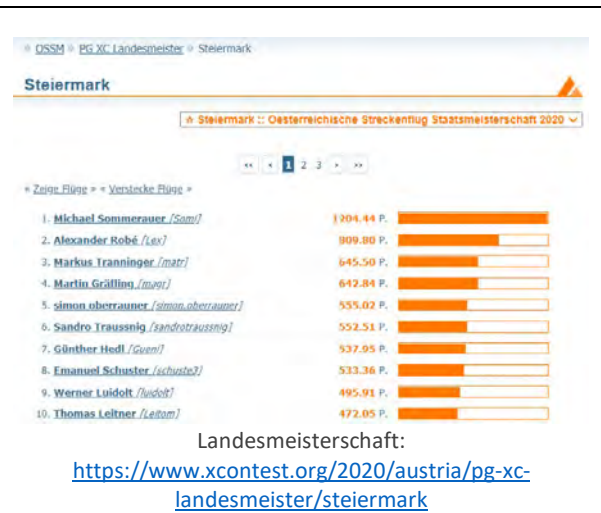 OSSM » PG XC Landesmeister » Steiermark
Steiermark
☆ Steiermark :: Oesterreichische Streckenflug Staatsmeisterschaft 2020
«« « 1 2 3 » »»
« Zeige Flüge » « Verstecke Flüge »
1. Michael Sommerauer [Som!] 1204.44 P.
2. Alexander Robé [Lex] 909.80 P.
3. Markus Tranninger [matr] 645.50 P.
4. Martin Gräfling [magr] 642.84 P.
5. simon oberrauner [simon.oberrauner] 555.02 P.
6. Sandro Traussnig [sandrotraussnig] 552.51 P.
7. Günther Hedl [Guen!] 537.95 P.
8. Emanuel Schuster [schuste3] 533.36 P.
9. Werner Luidolt [luidolt] 495.91 P.
10. Thomas Leitner [Leitom] 472.05 P.
Landesmeisterschaft:
https://www.xcontest.org/2020/austria/pg-xc-
landesmeister/steiermark